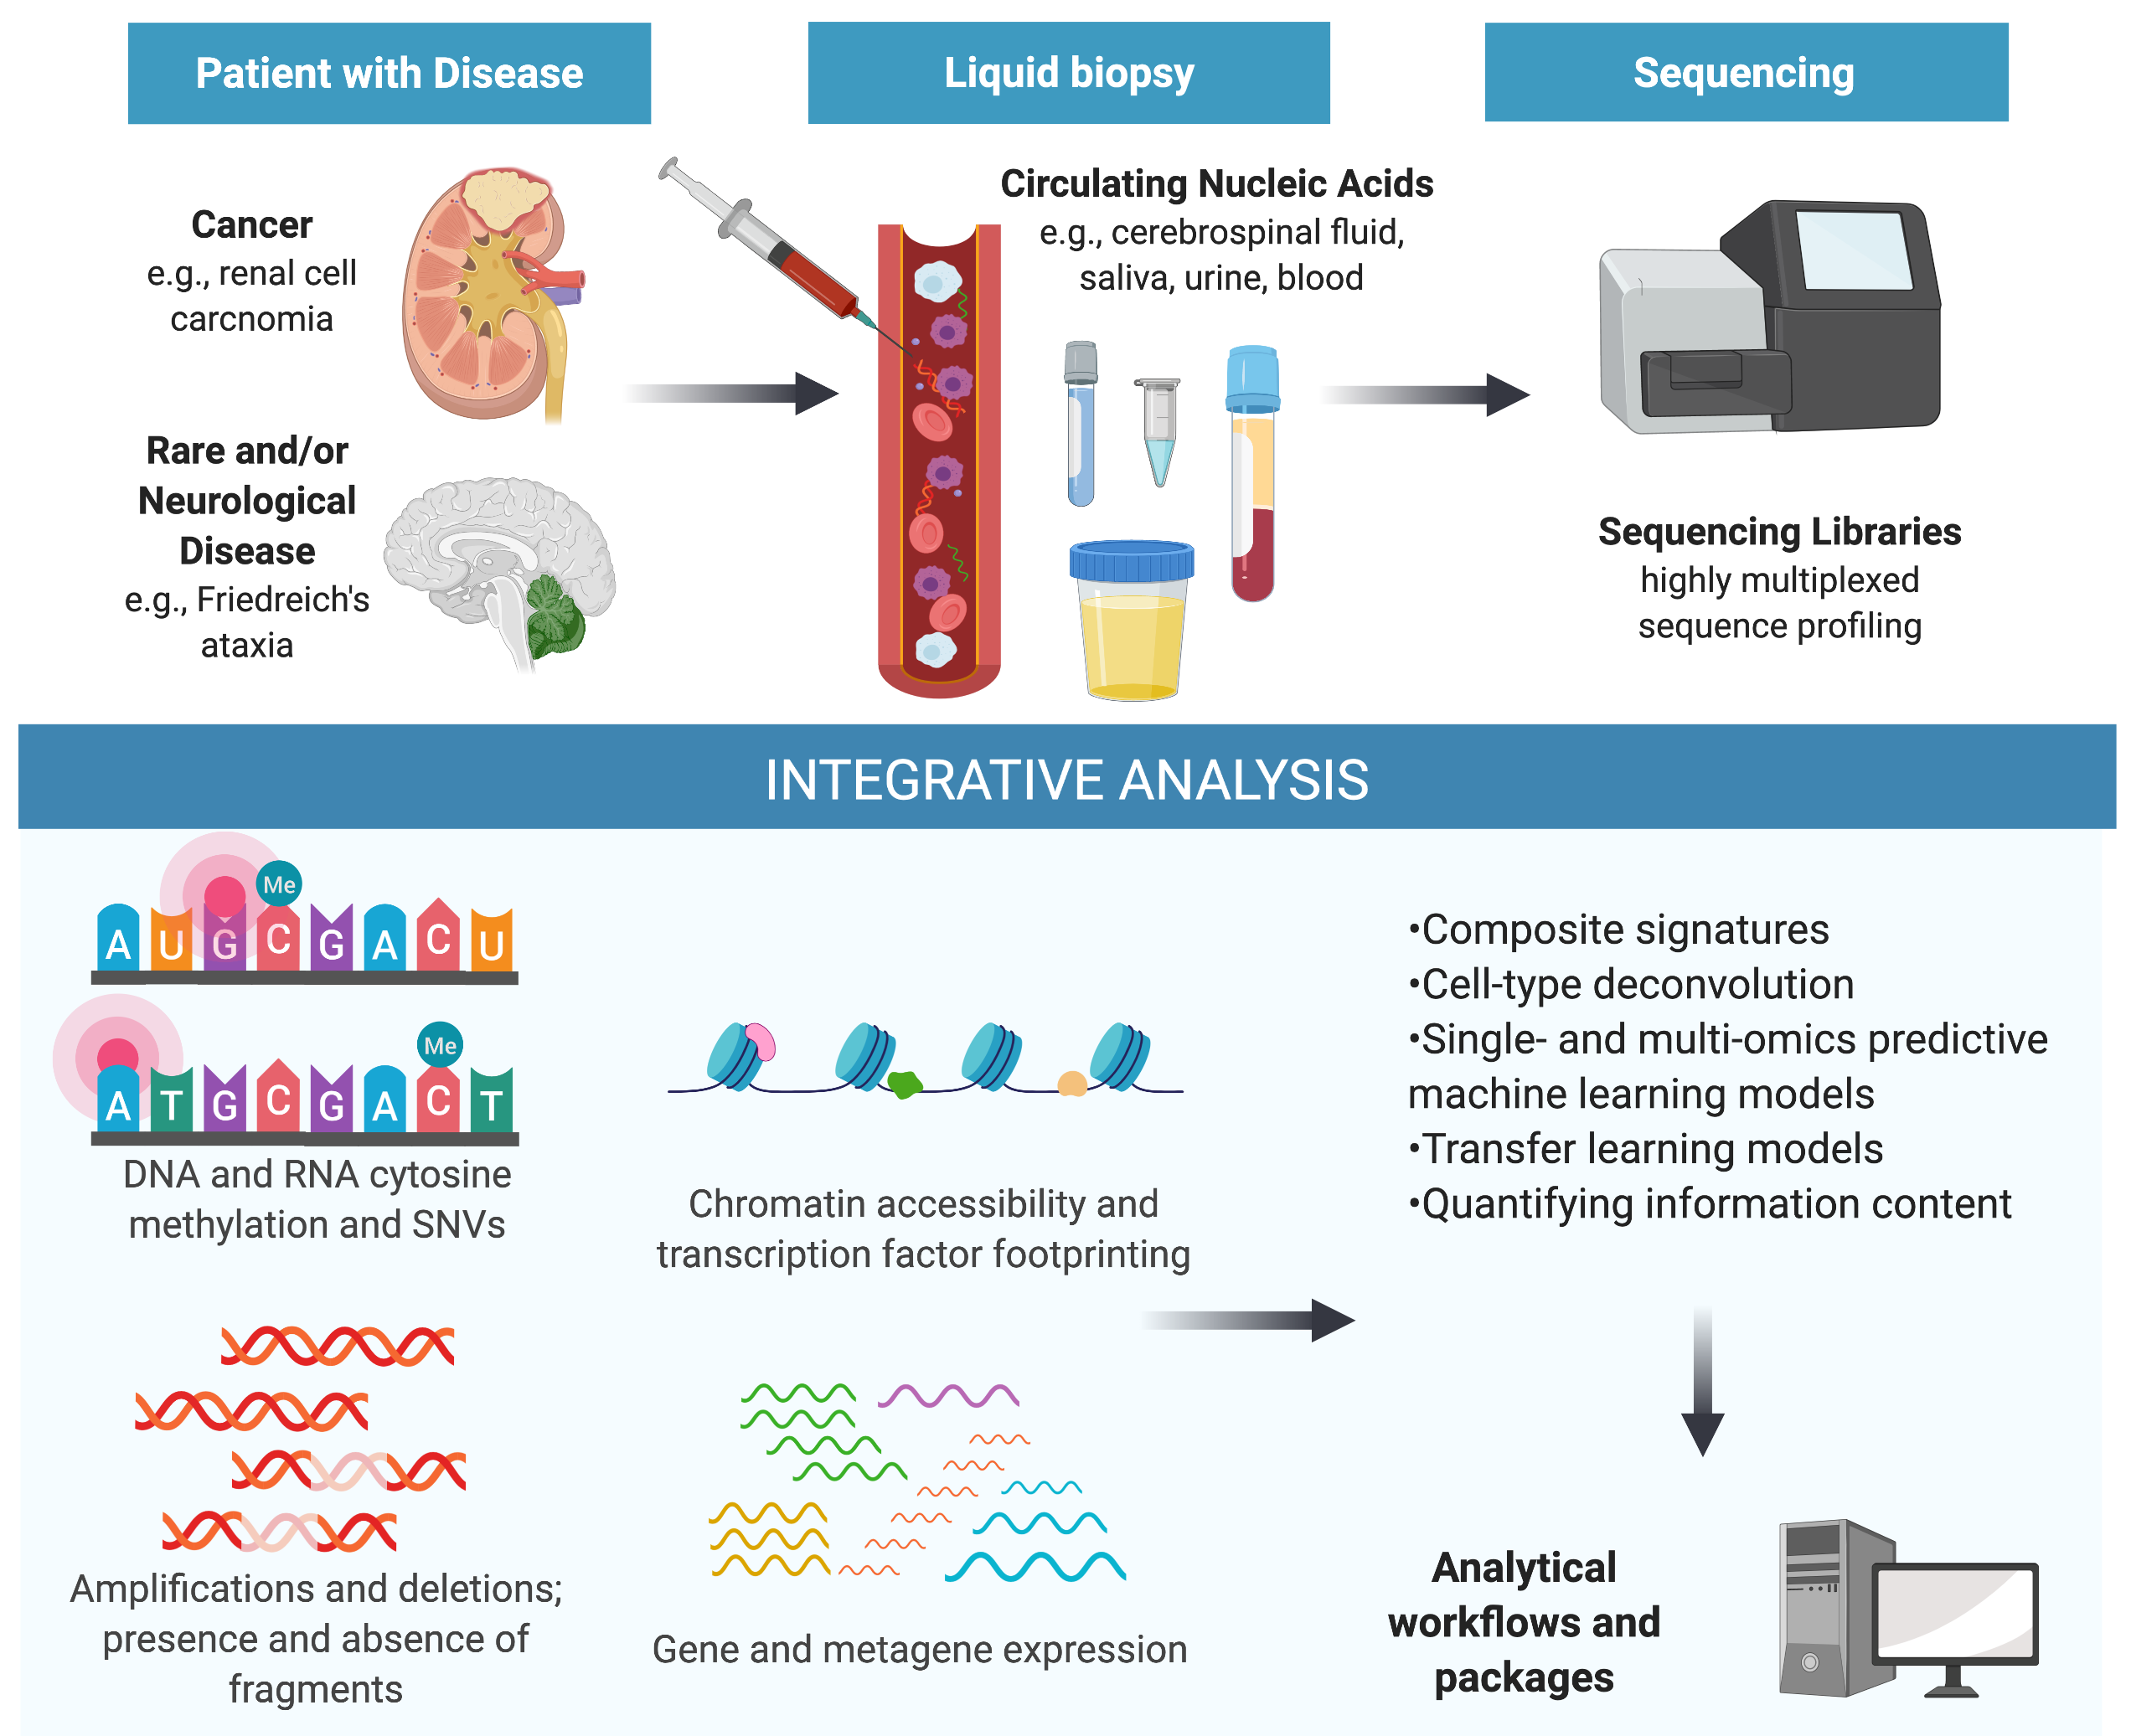 Patient with Disease
Liquid biopsy
Sequencing
Cancer
e.g., renal cell
carcnomia
Rare and/or
Neurological
Disease
e.g., Friedreich's
ataxia
Circulating Nucleic Acids
e.g., cerebrospinal fluid,
saliva, urine, blood
Sequencing Libraries
highly multiplexed
sequence profiling
INTEGRATIVE ANALYSIS
Me
A U G C G A C U
Me
A T G C G A C T
DNA and RNA cytosine
methylation and SNVs
Chromatin accessibility and
transcription factor footprinting
Amplifications and deletions;
presence and absence of
fragments
Gene and metagene expression
•Composite signatures
•Cell-type deconvolution
•Single- and multi-omics predictive
machine learning models
•Transfer learning models
•Quantifying information content
Analytical
workflows and
packages